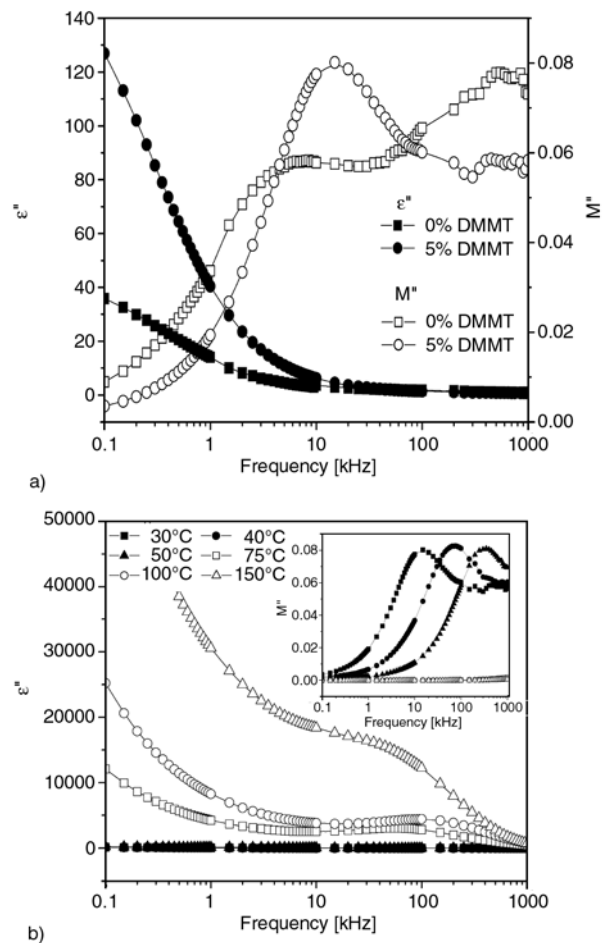 a)
140
120
100
80
60
40
20
0
ε"
0.08
0.06
0.04
0.02
0.00
M"
ε"
0% DMMT
5% DMMT
M"
0% DMMT
5% DMMT
0.1 1 10 100 1000
Frequency [kHz]
b)
50000
40000
30000
20000
10000
0
ε"
30°C 40°C
50°C 75°C
100°C 150°C
0.08
0.06
0.04
0.02
0.00
M"
0.1 1 10 100 1000
Frequency [kHz]
0.1 1 10 100 1000
Frequency [kHz]